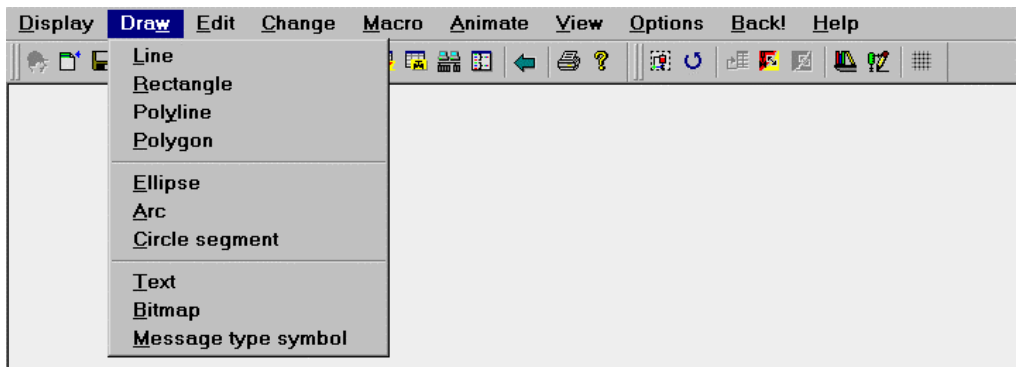 Display Draw Edit Change Macro Animate View Options Back! Help
Line
Rectangle
Polyline
Polygon
Ellipse
Arc
Circle segment
Text
Bitmap
Message type symbol